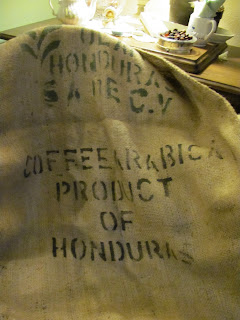 HONDURAS
S A DE C.V
COFFEE ARABICA
PRODUCT
OF
HONDURAS